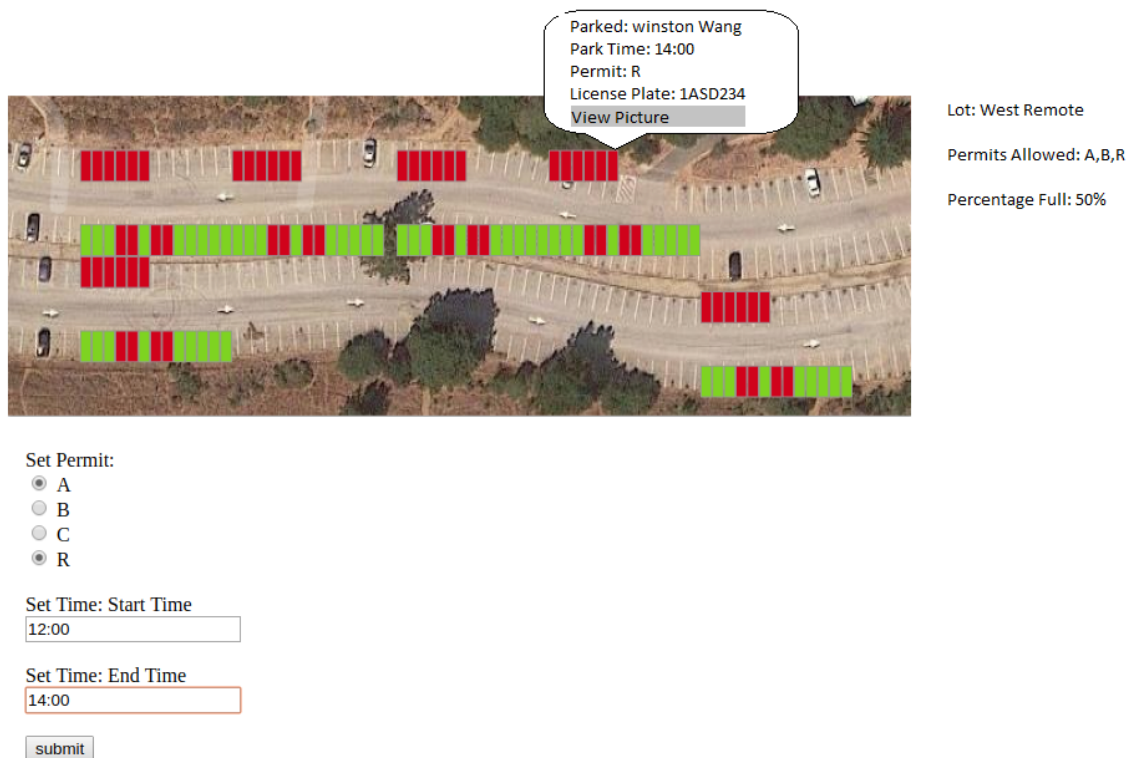 Parked: winston Wang
Park Time: 14:00
Permit: R
License Plate: 1ASD234
View Picture
Lot: West Remote
Permits Allowed: A,B,R
Percentage Full: 50%
Set Permit:
A
B
C
R
Set Time: Start Time
12:00
Set Time: End Time
14:00
submit